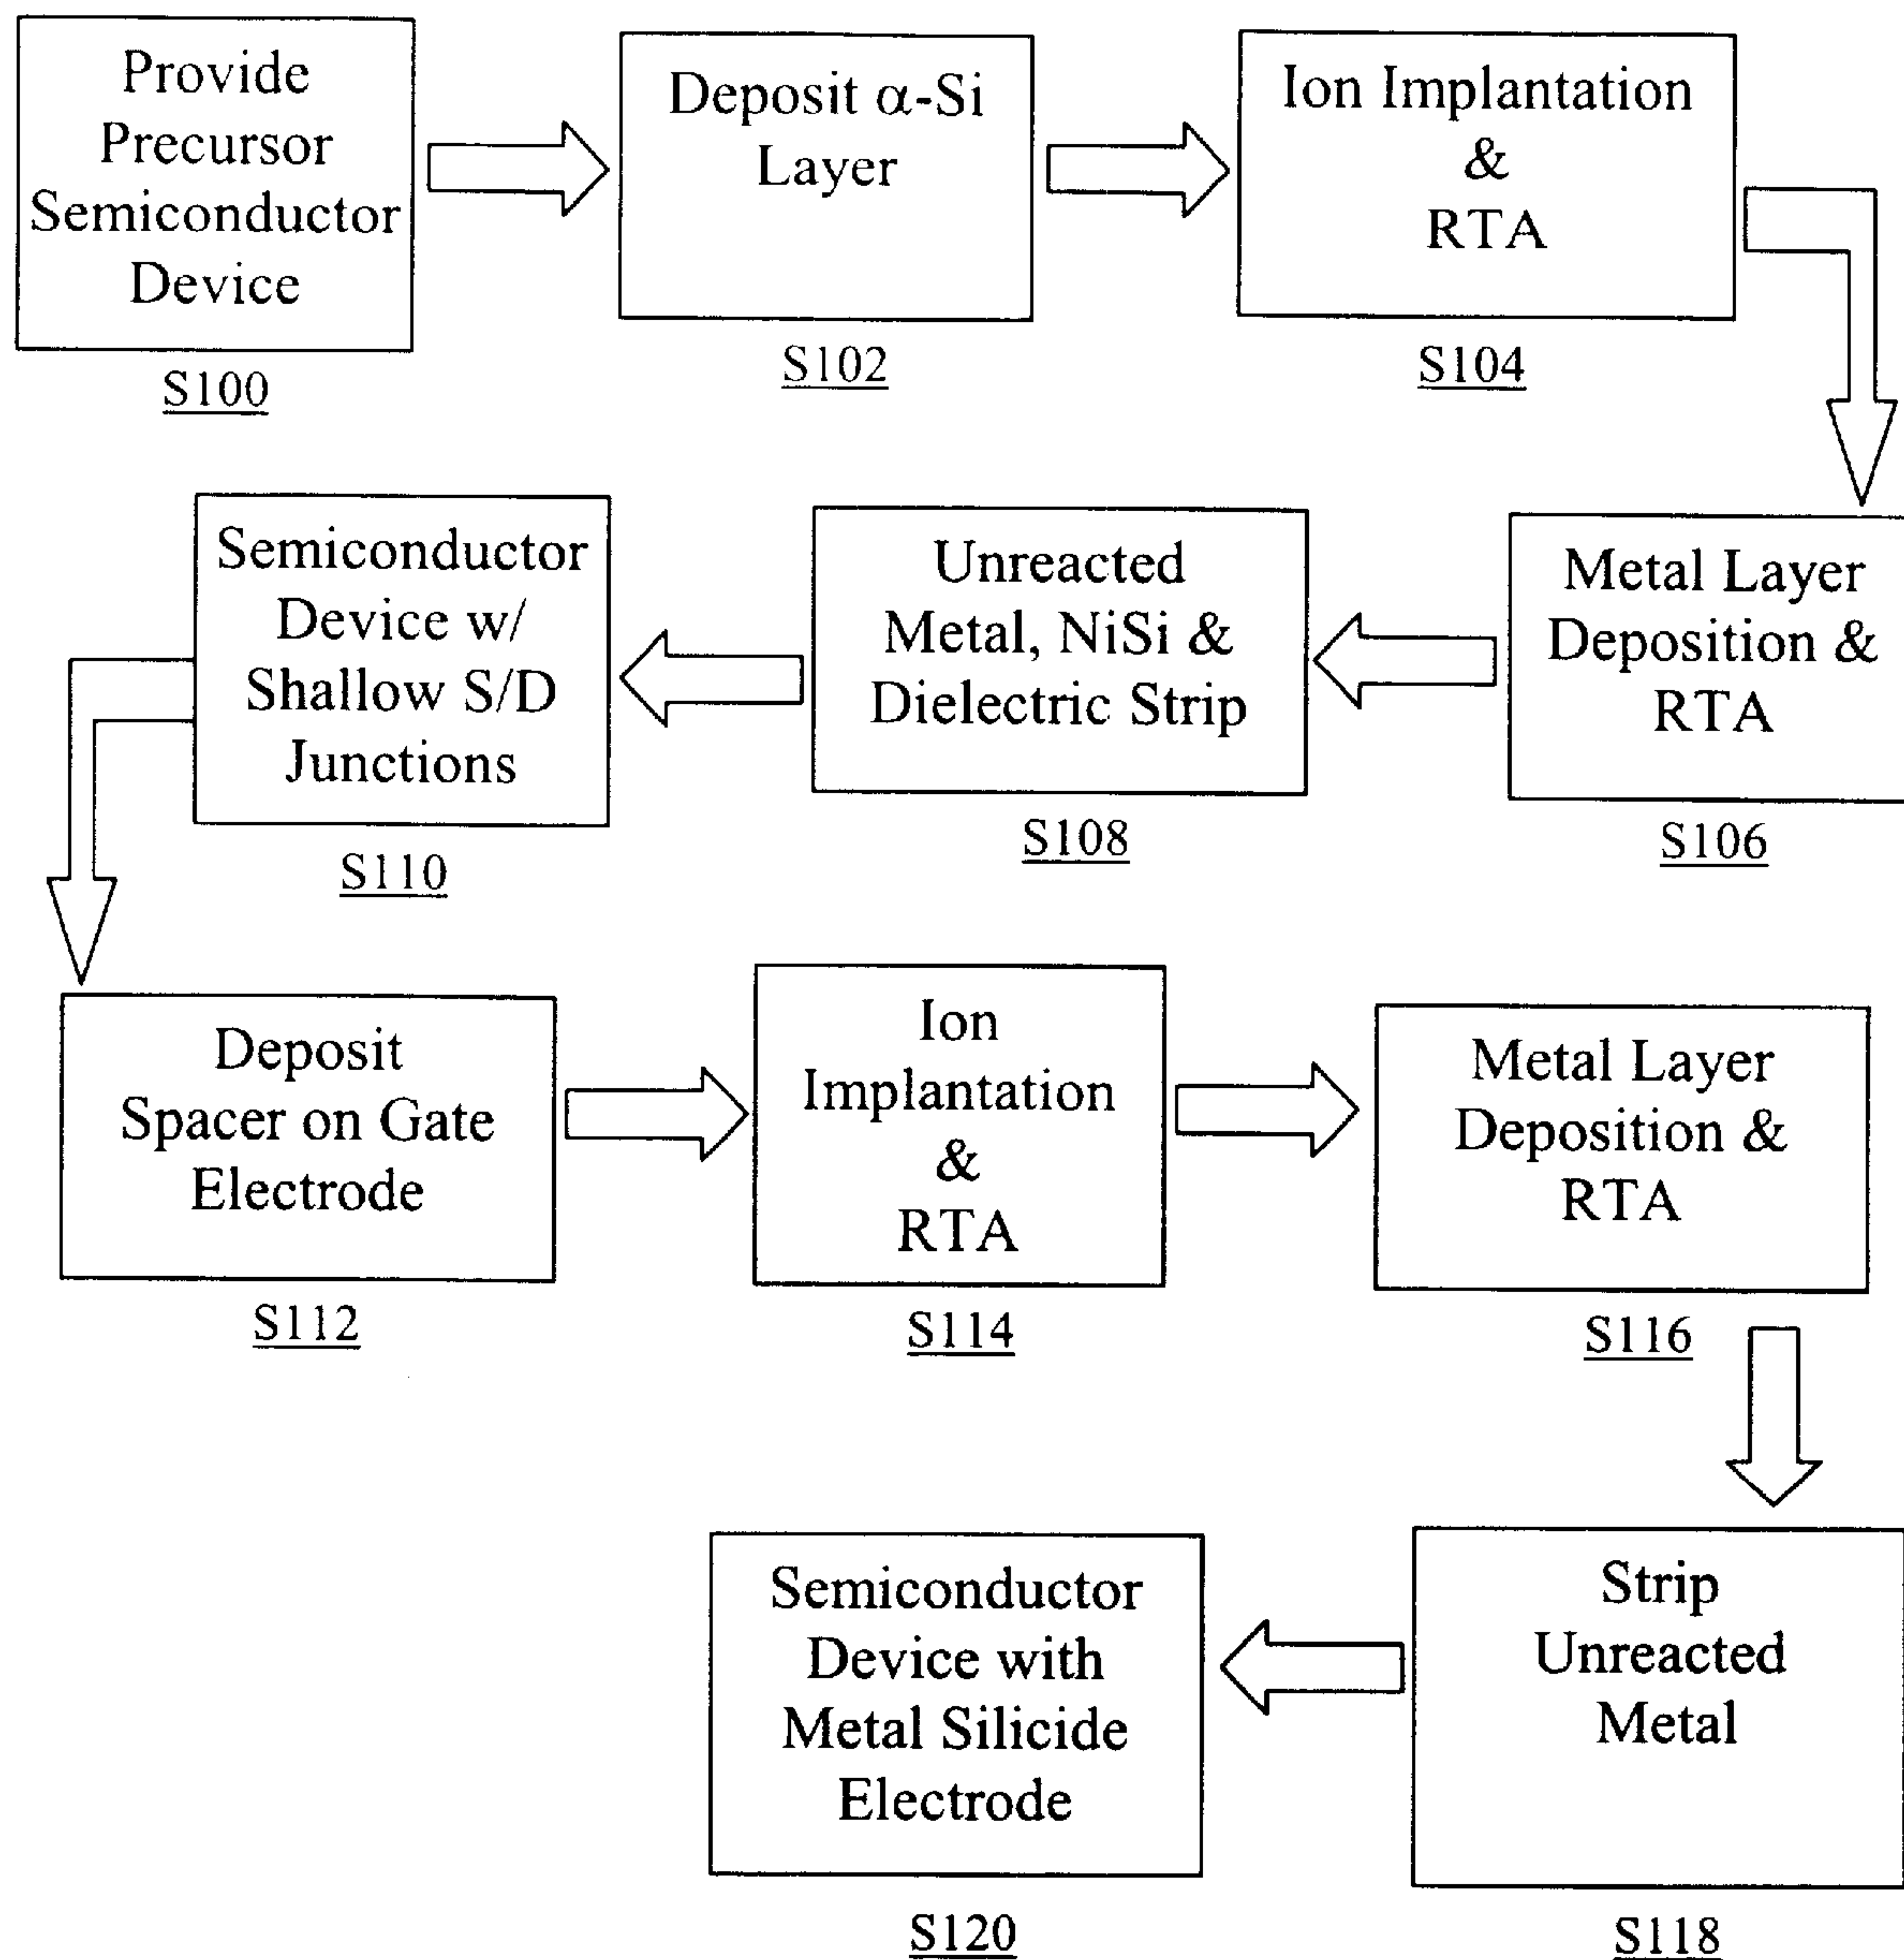 Provide
Precursor
Semiconductor
Device
S100
Deposit α-Si
Layer
S102
Ion Implantation
&
RTA
S104
Metal Layer
Deposition &
RTA
S106
Unreacted
Metal, NiSi &
Dielectric Strip
S108
Semiconductor
Device w/
Shallow S/D
Junctions
S110
Deposit
Spacer on Gate
Electrode
S112
Ion
Implantation
&
RTA
S114
Metal Layer
Deposition &
RTA
S116
Strip
Unreacted
Metal
S118
Semiconductor
Device with
Metal Silicide
Electrode
S120